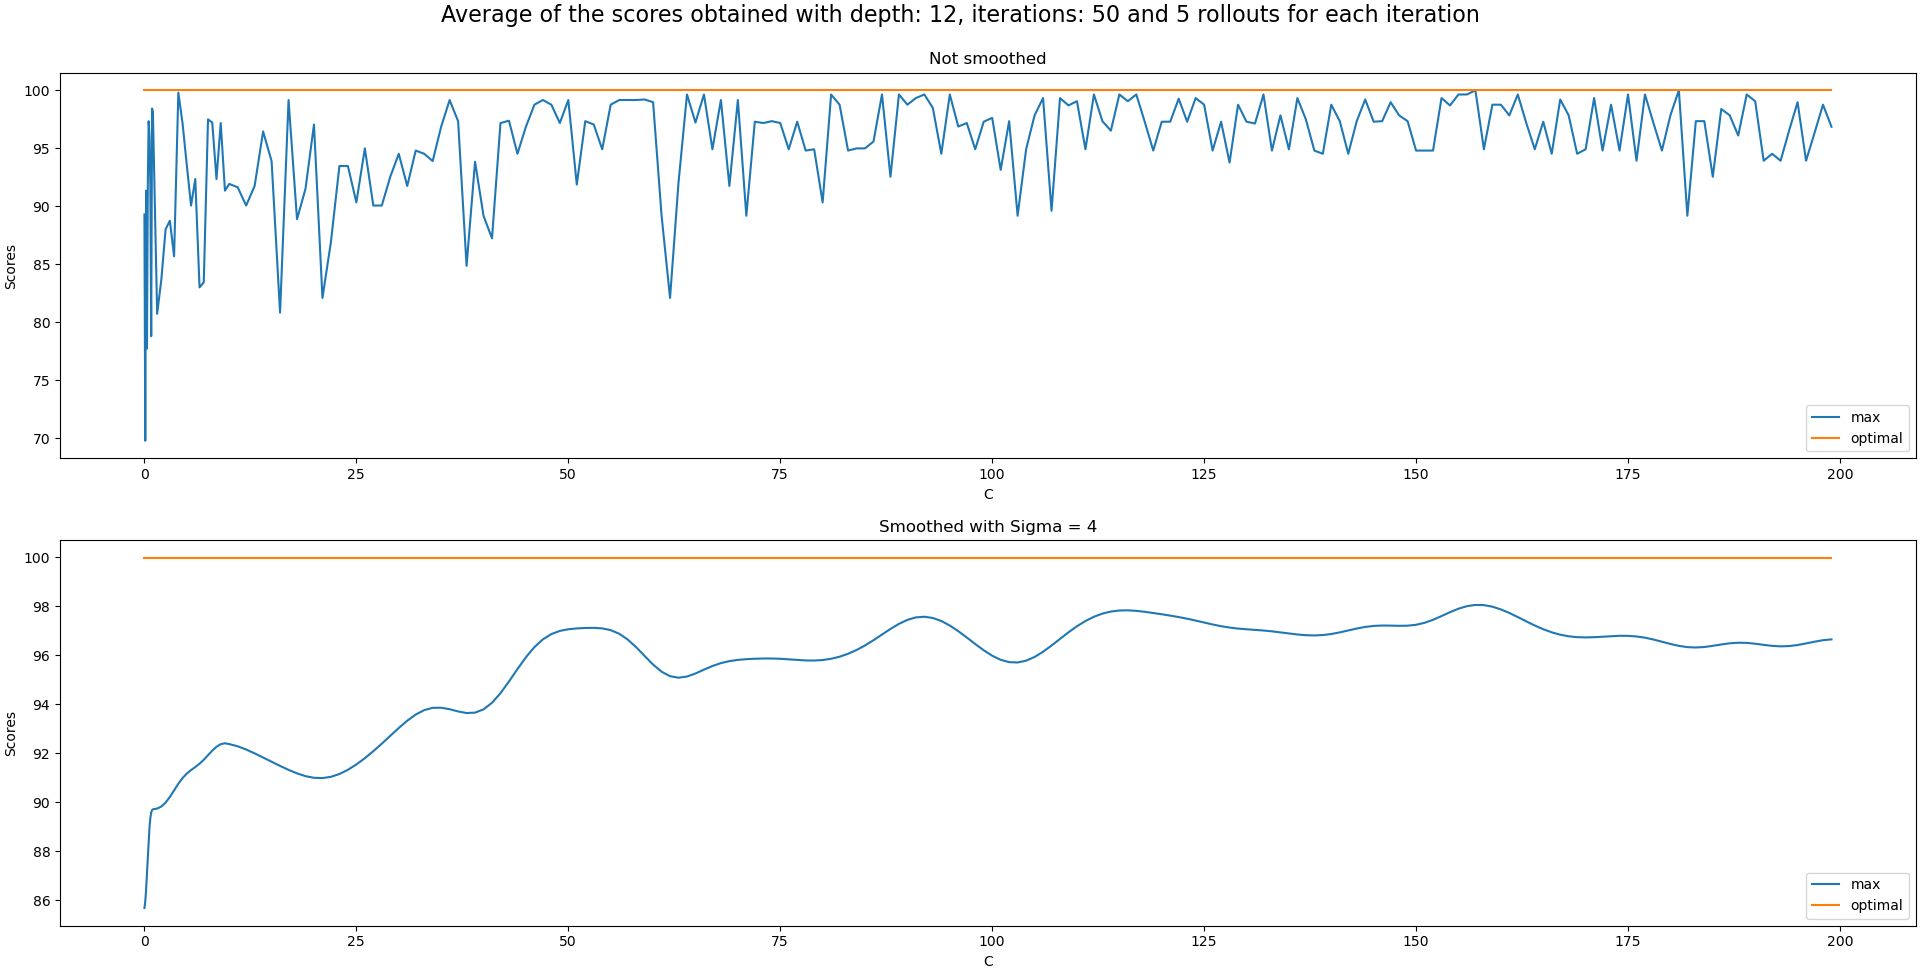 Average of the scores obtained with depth: 12, iterations: 50 and 5 rollouts for each iteration
Not smoothed
100
95
90
85
80
75
70
Scores
max
optimal
0 25 50 75 100 125 150 175 200
C
Smoothed with Sigma = 4
100
98
96
94
92
90
88
86
Scores
max
optimal
0 25 50 75 100 125 150 175 200
C